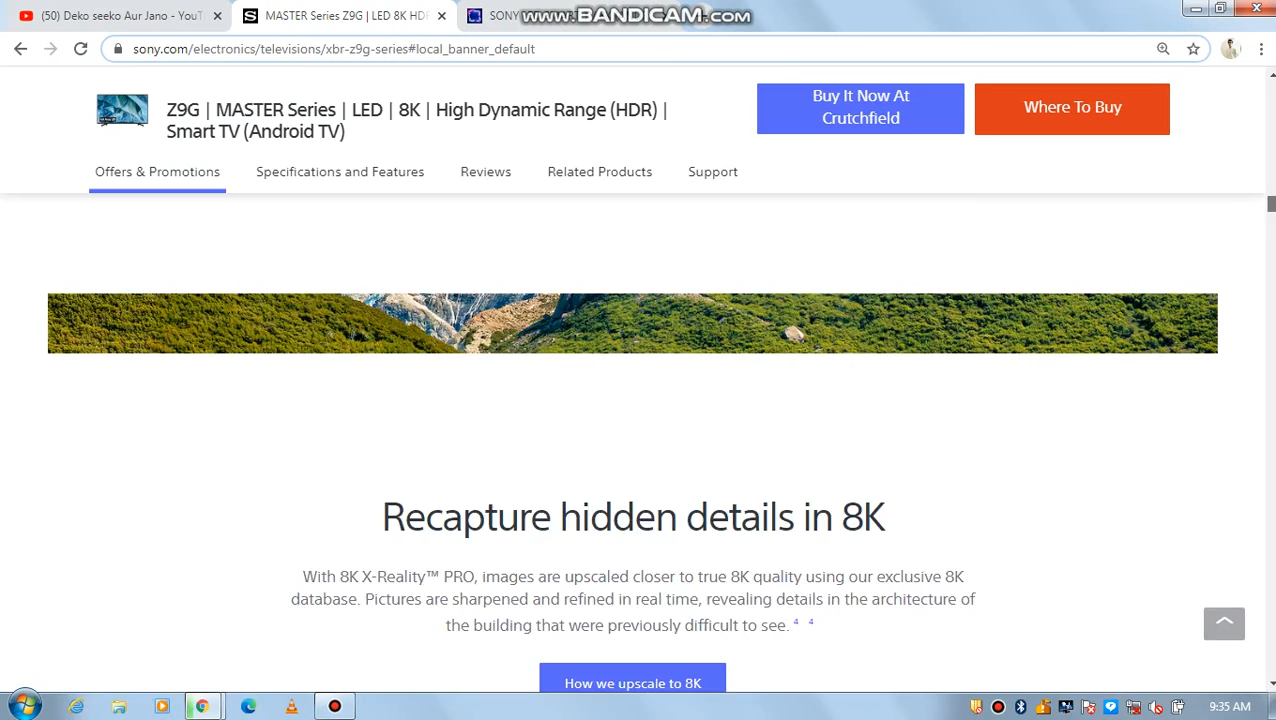 (50) Deko seeko Aur Jano - YouT
MASTER Series Z9G | LED 8K HDR
SONY
WWW.BANDICAM.COM
sony.com/electronics/televisions/xbr-z9g-series#local_banner_default
Z9G | MASTER Series | LED | 8K | High Dynamic Range (HDR) |
Smart TV (Android TV)
Buy It Now At
Crutchfield
Where To Buy
Offers & Promotions
Specifications and Features
Reviews
Related Products
Support
Recapture hidden details in 8K
With 8K X-Reality™ PRO, images are upscaled closer to true 8K quality using our exclusive 8K
database. Pictures are sharpened and refined in real time, revealing details in the architecture of
the building that were previously difficult to see. 4 4
How we upscale to 8K
9:35 AM